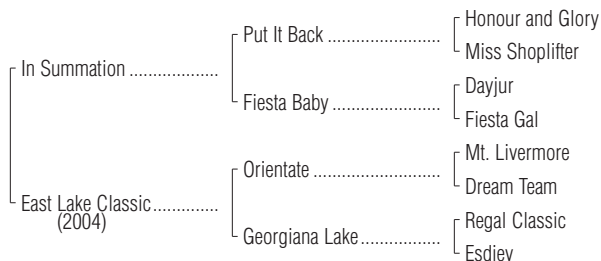 Honour and Glory
Put It Back ........................
Miss Shoplifter
In Summation ...................
Dayjur
Fiesta Baby .......................
Fiesta Gal
Mt. Livermore
Orientate ...........................
Dream Team
East Lake Classic..............
(2004)
Regal Classic
Georgiana Lake.................
Esdiev